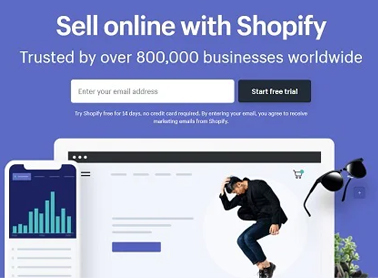 Sell online with Shopify
Trusted by over 800,000 businesses worldwide
Enter your email address
Start free trial
Try Shopify free for 14 days, no credit card required. By entering your email, you agree to receive
marketing emails from Shopify.